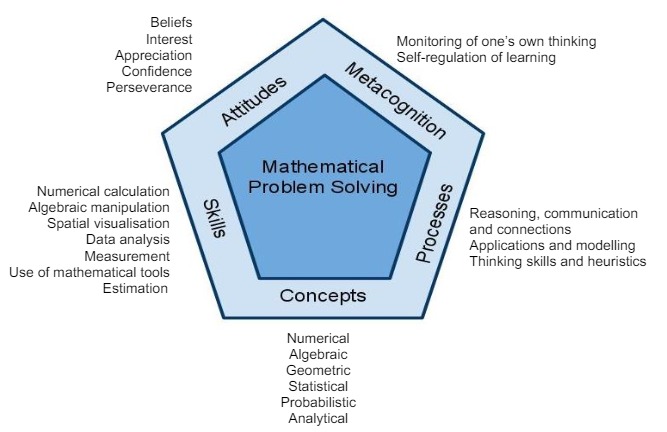 Beliefs
Interest
Appreciation
Confidence
Perseverance
Monitoring of one's own thinking
Self-regulation of learning
Attitudes
Metacognition
Mathematical
Problem Solving
Numerical calculation
Algebraic manipulation
Spatial visualisation
Data analysis
Measurement
Use of mathematical tools
Estimation
Skills
Processes
Reasoning, communication
and connections
Applications and modelling
Thinking skills and heuristics
Concepts
Numerical
Algebraic
Geometric
Statistical
Probabilistic
Analytical